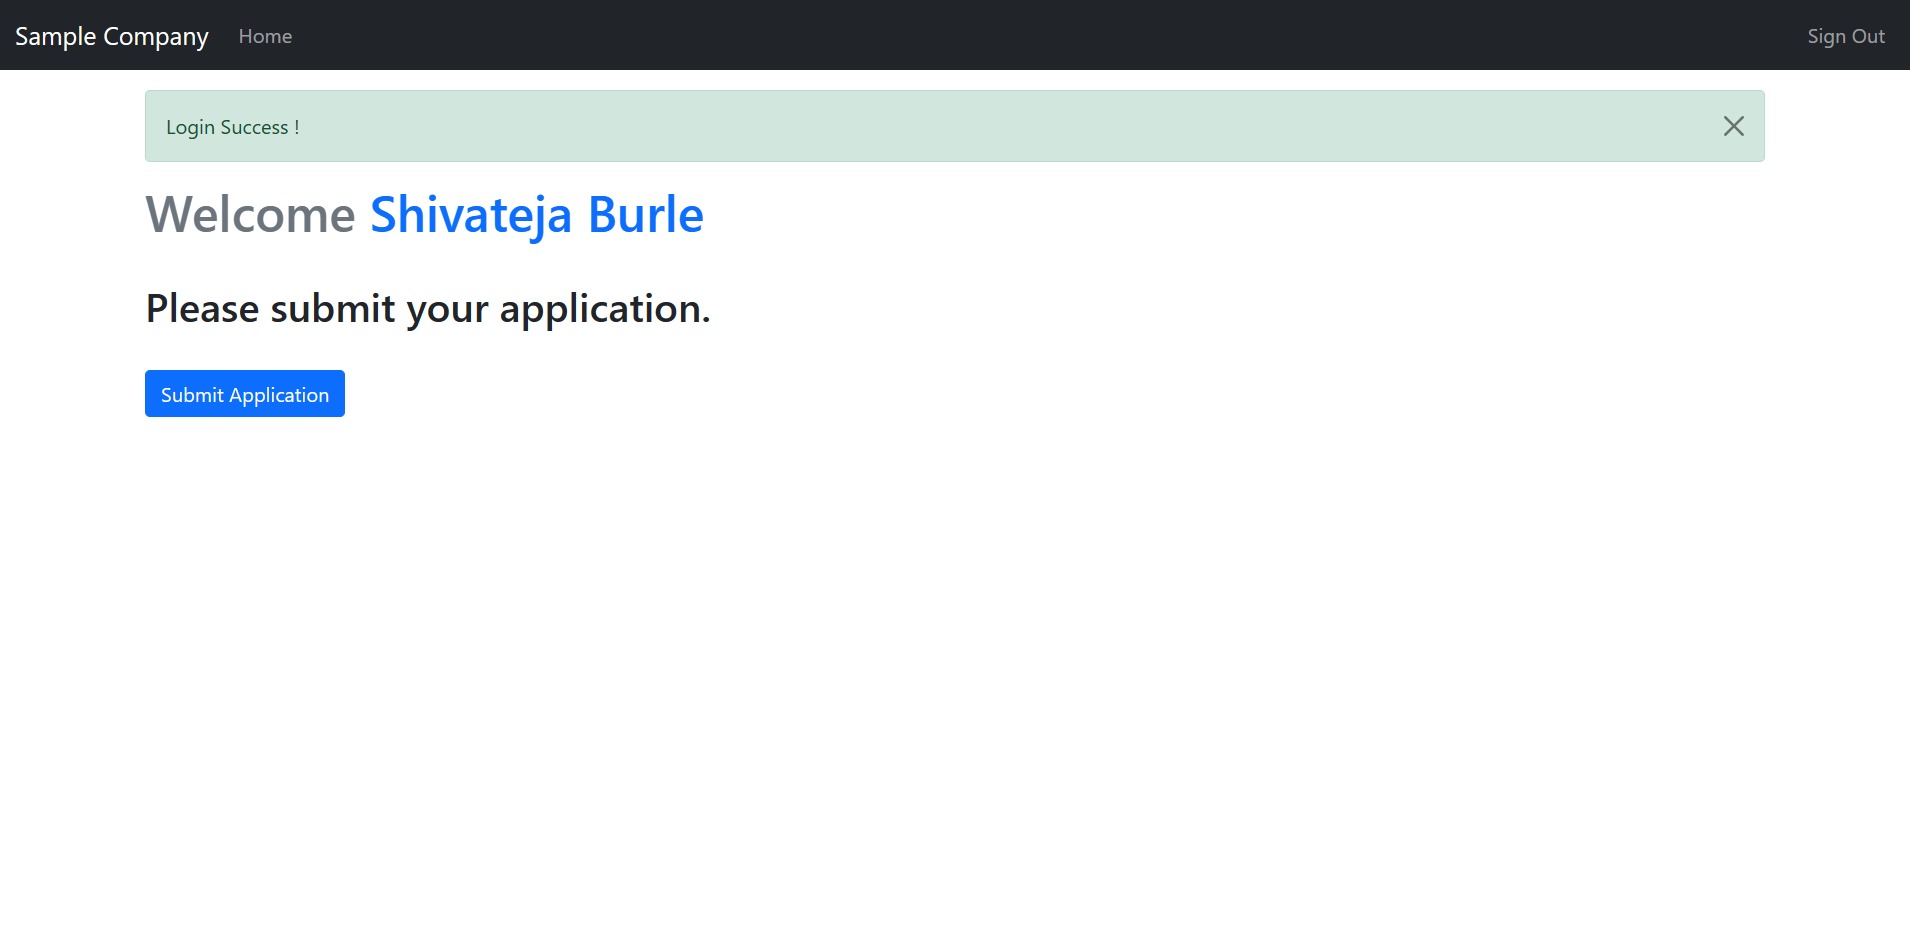 Sample Company Home Sign Out
Login Success !
Welcome Shivateja Burle
Please submit your application.
Submit Application